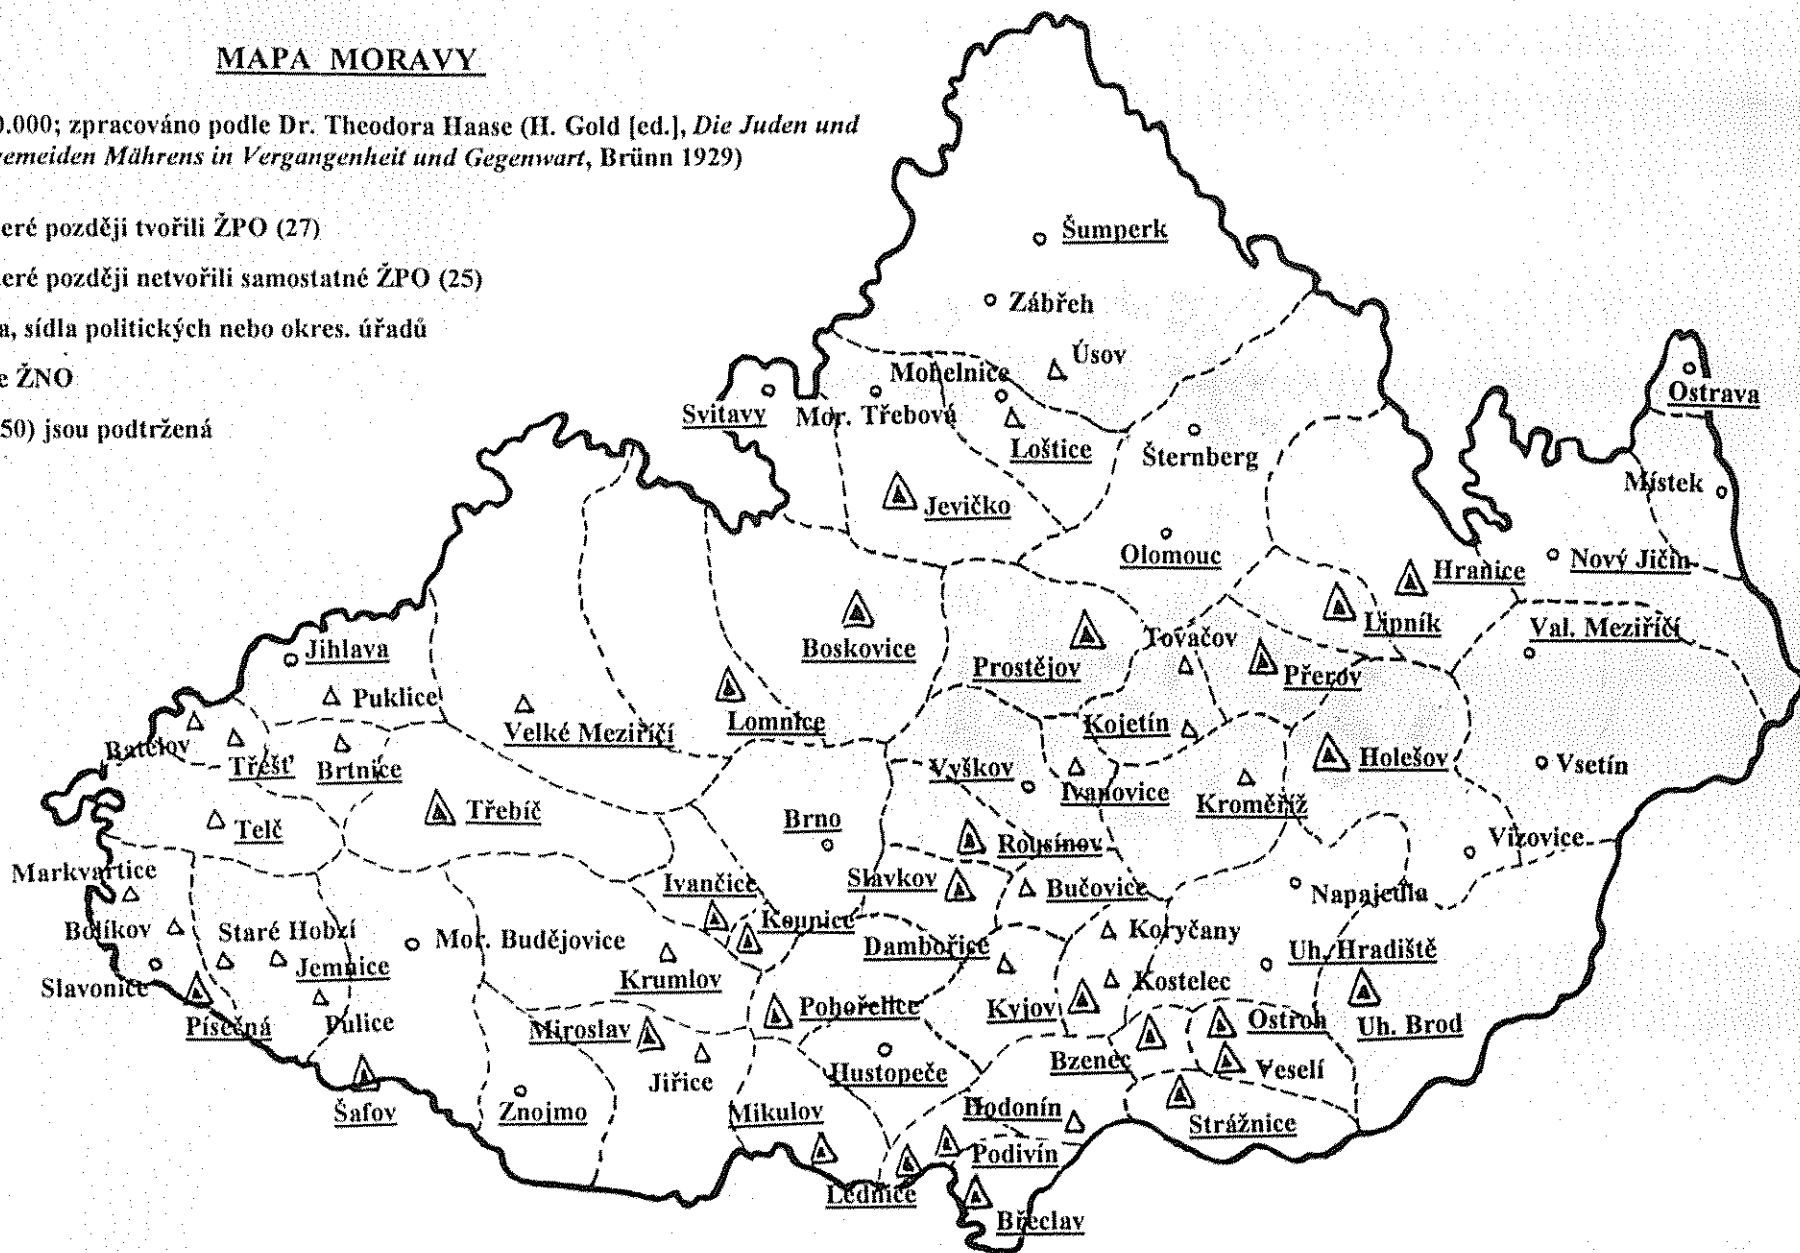 MAPA MORAVY
0.000; zpracováno podle Dr. Theodora Haase (H. Gold [ed.], Die Juden und
gemeiden Mährens in Vergangenheit und Gegenwart, Brünn 1929)
eré později tvořili ŽPO (27)
eré později netvořili samostatné ŽPO (25)
a, sídla politických nebo okres. úřadů
e ŽNO
50) jsou podtržená
Šumperk
Zábřeh
Úsov
Mohelnice
Ostrava
Svitavy
Mor. Třebová
Loštice
Šternberg
Místek
Jevičko
Olomouc
Hranice
Nový Jičín
Lipník
Val. Meziříčí
Jihlava
Boskovice
Prostějov
Tovačov
Přerov
Puklice
Velké Meziříčí
Lomnice
Kojetín
Batelov
Třešť
Brtnice
Vyškov
Ivanovice
Kroměříž
Holešov
Vsetín
Telč
Třebíč
Brno
Rousínov
Vizovice
Markvartice
Ivančice
Slavkov
Bučovice
Napajedla
Bolíkov
Staré Hobzí
Mor. Budějovice
Kounice
Dambořice
Koryčany
Uh. Hradiště
Slavonice
Jemnice
Krumlov
Kostelec
Písečná
Pulice
Miroslav
Pohořelice
Kyjov
Ostroh
Uh. Brod
Šafov
Znojmo
Jiřice
Hustopeče
Bzenec
Veselí
Mikulov
Hodonín
Strážnice
Podivín
Lednice
Břeclav